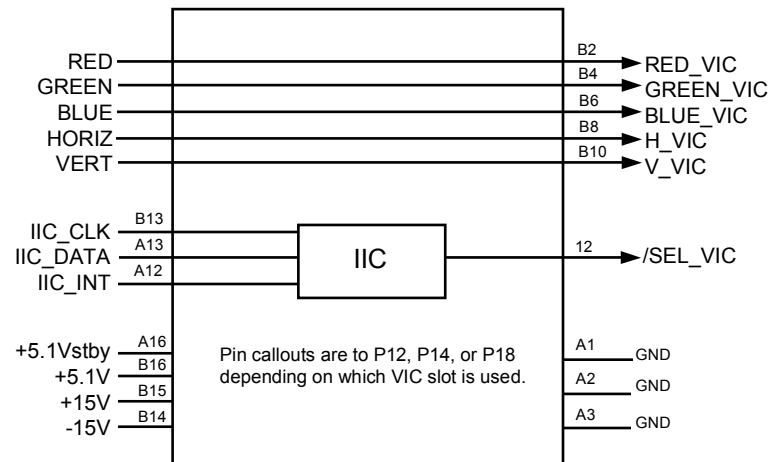 RED B2 RED_VIC
GREEN B4 GREEN_VIC
BLUE B6 BLUE_VIC
HORIZ B8 H_VIC
VERT B10 V_VIC
IIC_CLK B13
IIC_DATA A13 IIC 12 /SEL_VIC
IIC_INT A12
+5.1Vstby A16
+5.1V B16
+15V B15
-15V B14
Pin callouts are to P12, P14, or P18
depending on which VIC slot is used.
A1 GND
A2 GND
A3 GND